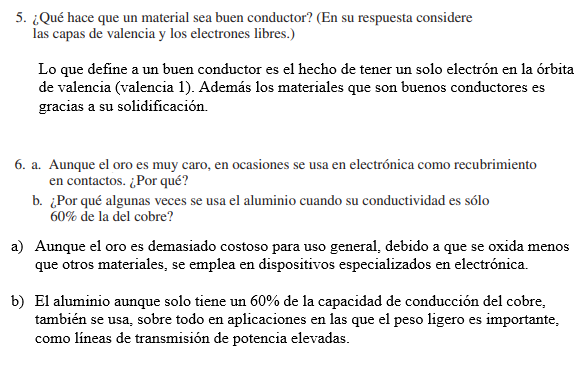 5. ¿Qué hace que un material sea buen conductor? (En su respuesta considere
las capas de valencia y los electrones libres.)
Lo que define a un buen conductor es el hecho de tener un solo electrón en la órbita
de valencia (valencia 1). Además los materiales que son buenos conductores es
gracias a su solidificación.
6. a. Aunque el oro es muy caro, en ocasiones se usa en electrónica como recubrimiento
en contactos. ¿Por qué?
b. ¿Por qué algunas veces se usa el aluminio cuando su conductividad es sólo
60% de la del cobre?
a) Aunque el oro es demasiado costoso para uso general, debido a que se oxida menos
que otros materiales, se emplea en dispositivos especializados en electrónica.
b) El aluminio aunque solo tiene un 60% de la capacidad de conducción del cobre,
también se usa, sobre todo en aplicaciones en las que el peso ligero es importante,
como líneas de transmisión de potencia elevadas.